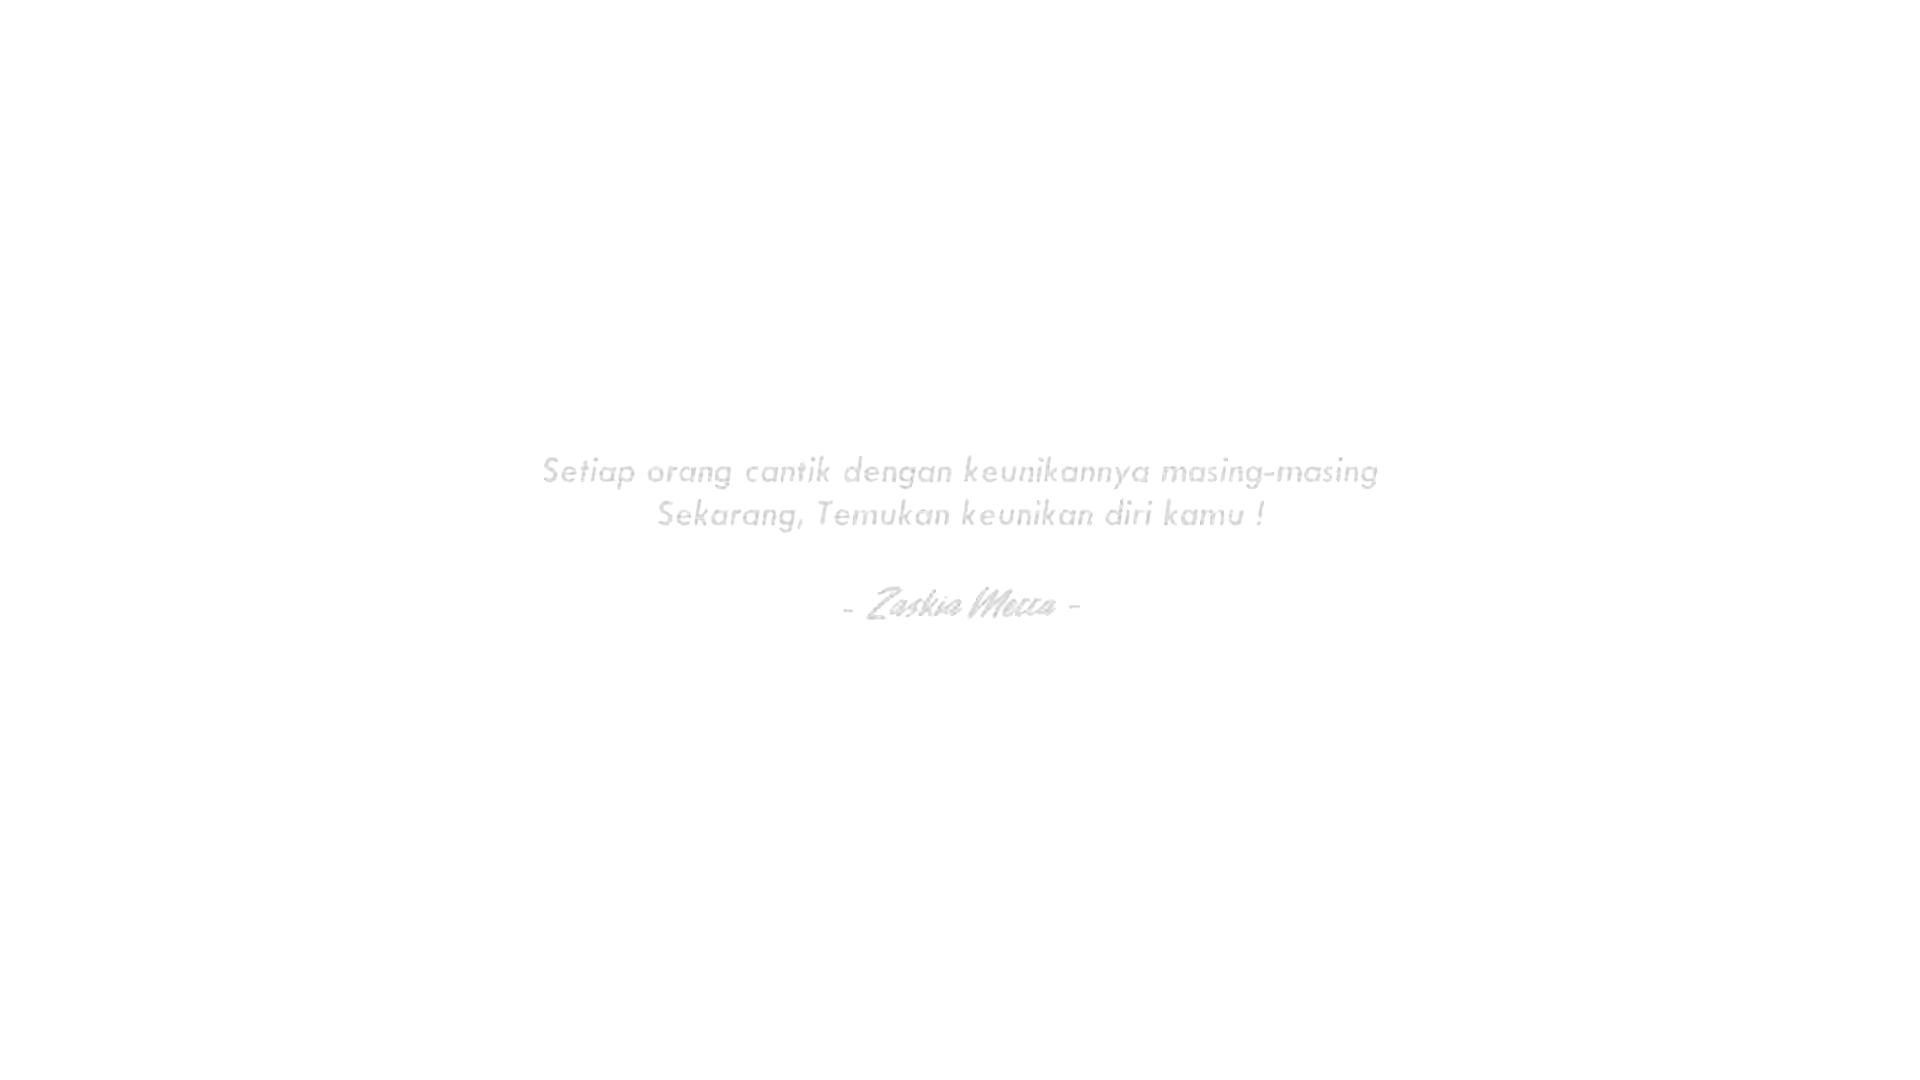 Setiap orang cantik dengan keunikannya masing-masing
Sekarang, Temukan keunikan diri kamu !
- Zaskia Mecca -